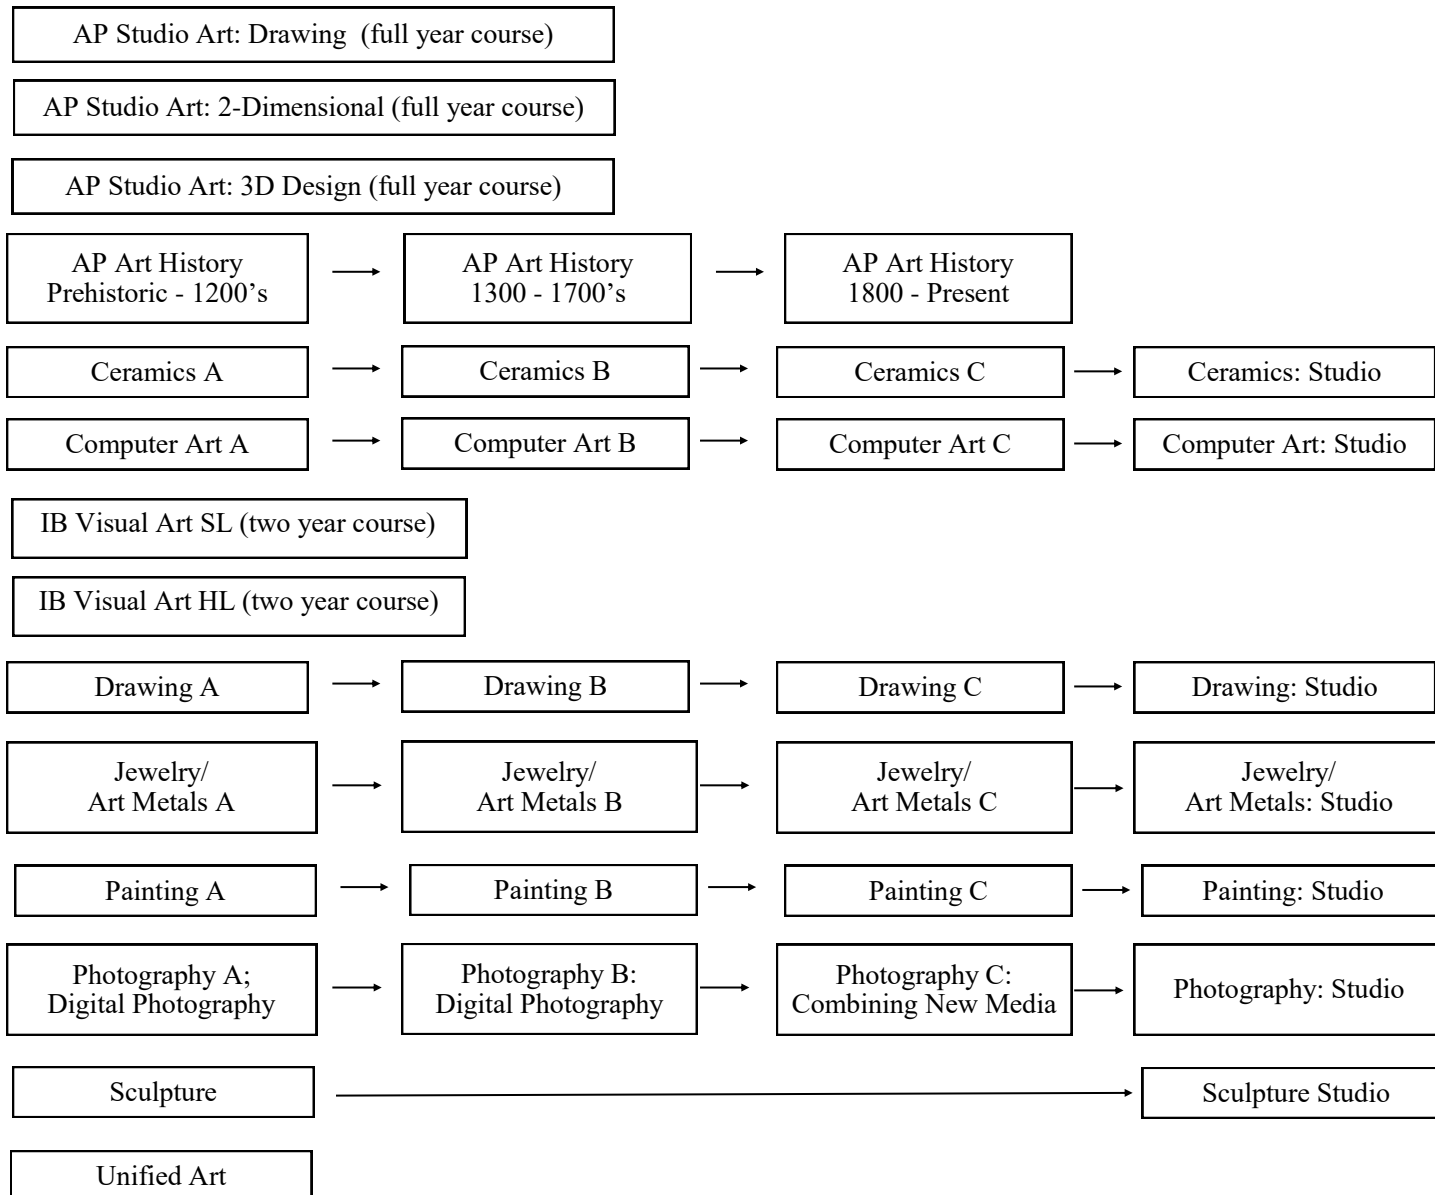 AP Studio Art: Drawing  (full year course)
AP Studio Art: 2-Dimensional (full year course)
AP Studio Art: 3D Design (full year course)
AP Art History
Prehistoric - 1200’s
AP Art History
1300 - 1700’s
AP Art History
1800 - Present
Ceramics A
Ceramics B
Ceramics C
Ceramics: Studio
Computer Art A
Computer Art B
Computer Art C
Computer Art: Studio
IB Visual Art SL (two year course)
IB Visual Art HL (two year course)
Drawing A
Drawing B
Drawing C
Drawing: Studio
Jewelry/
Art Metals A
Jewelry/
Art Metals B
Jewelry/
Art Metals C
Jewelry/
Art Metals: Studio
Painting A
Painting B
Painting C
Painting: Studio
Photography A;
Digital Photography
Photography B:
Digital Photography
Photography C:
Combining New Media
Photography: Studio
Sculpture
Sculpture Studio
Unified Art